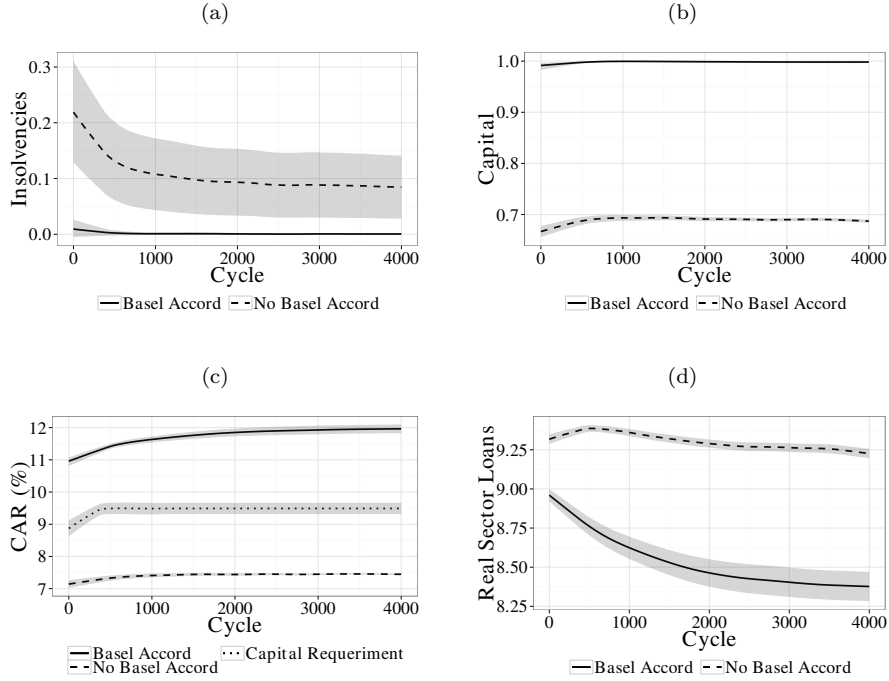 (a)
0.3
0.2
0.1
0.0
Insolvencies
0 1000 2000 3000 4000
Cycle
Basel Accord No Basel Accord
(b)
1.0
0.9
0.8
0.7
Capital
0 1000 2000 3000 4000
Cycle
Basel Accord No Basel Accord
(c)
12
11
10
9
8
7
CAR (%)
0 1000 2000 3000 4000
Cycle
Basel Accord Capital Requeriment
No Basel Accord
(d)
9.25
9.00
8.75
8.50
8.25
Real Sector Loans
0 1000 2000 3000 4000
Cycle
Basel Accord No Basel Accord